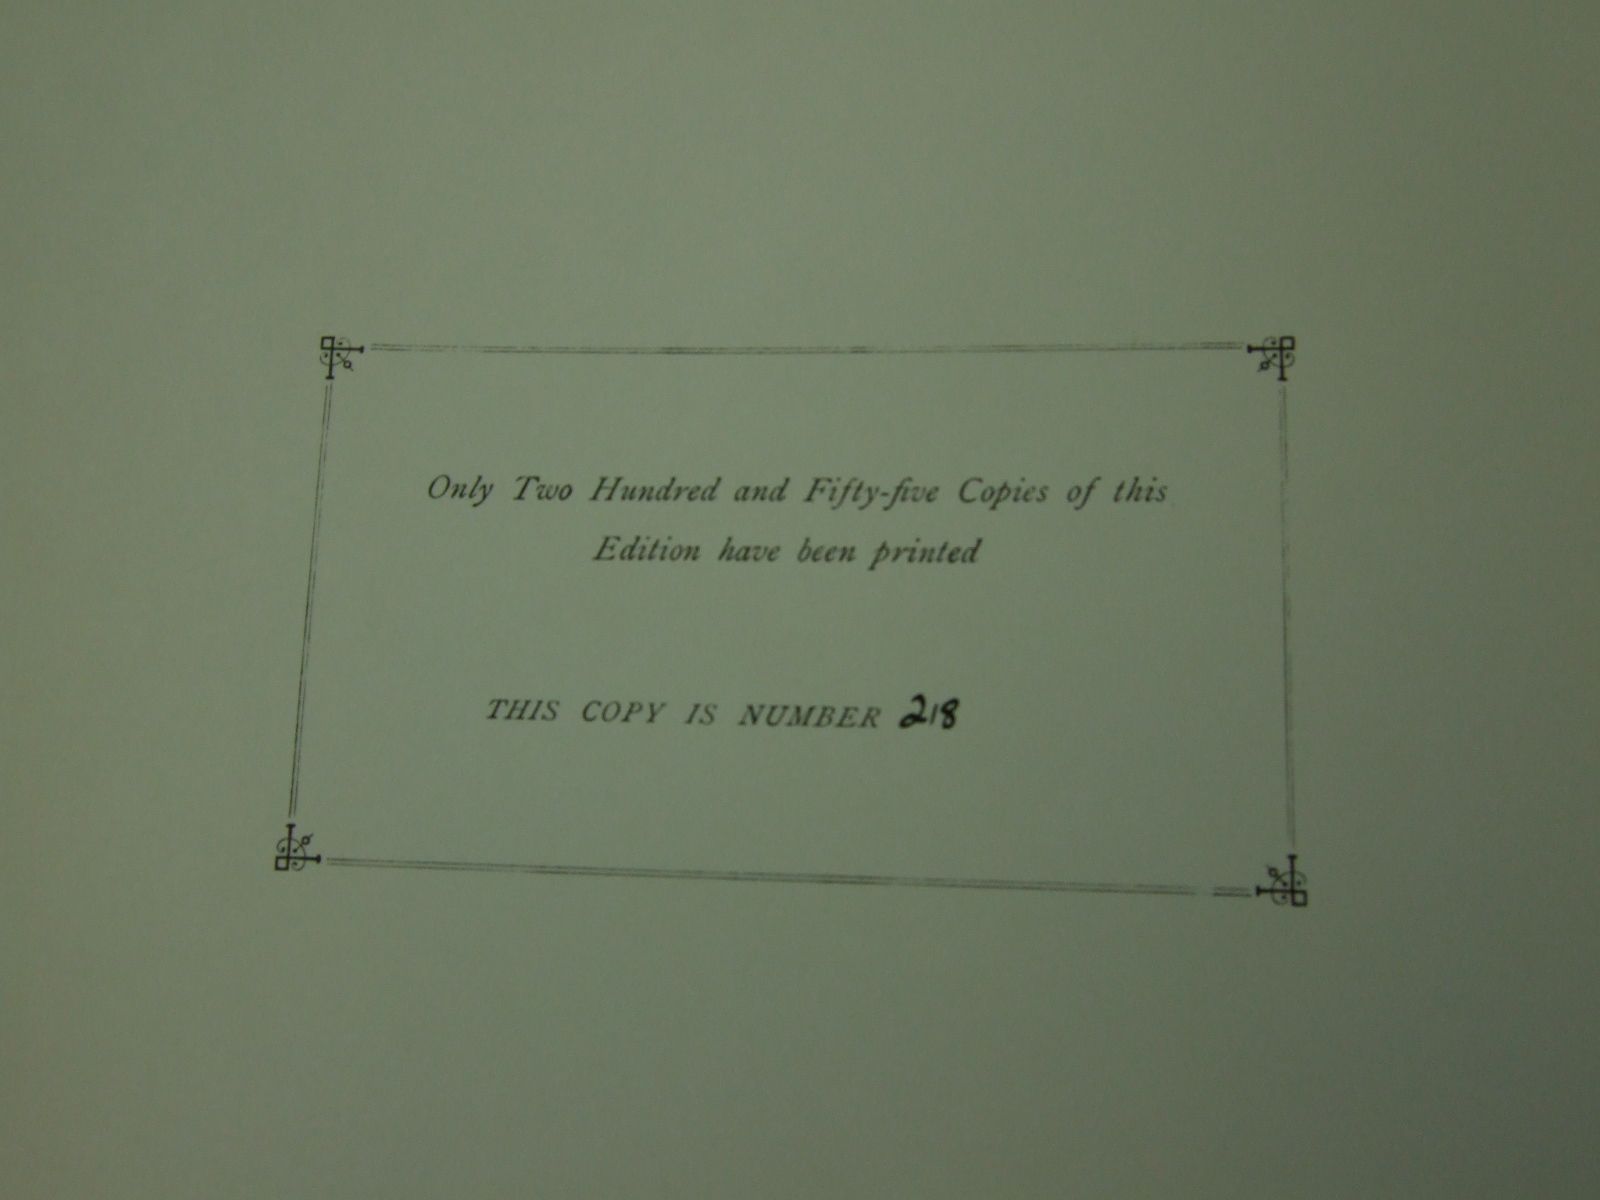 Only Two Hundred and Fifty-five Copies of this
Edition have been printed
THIS COPY IS NUMBER 218